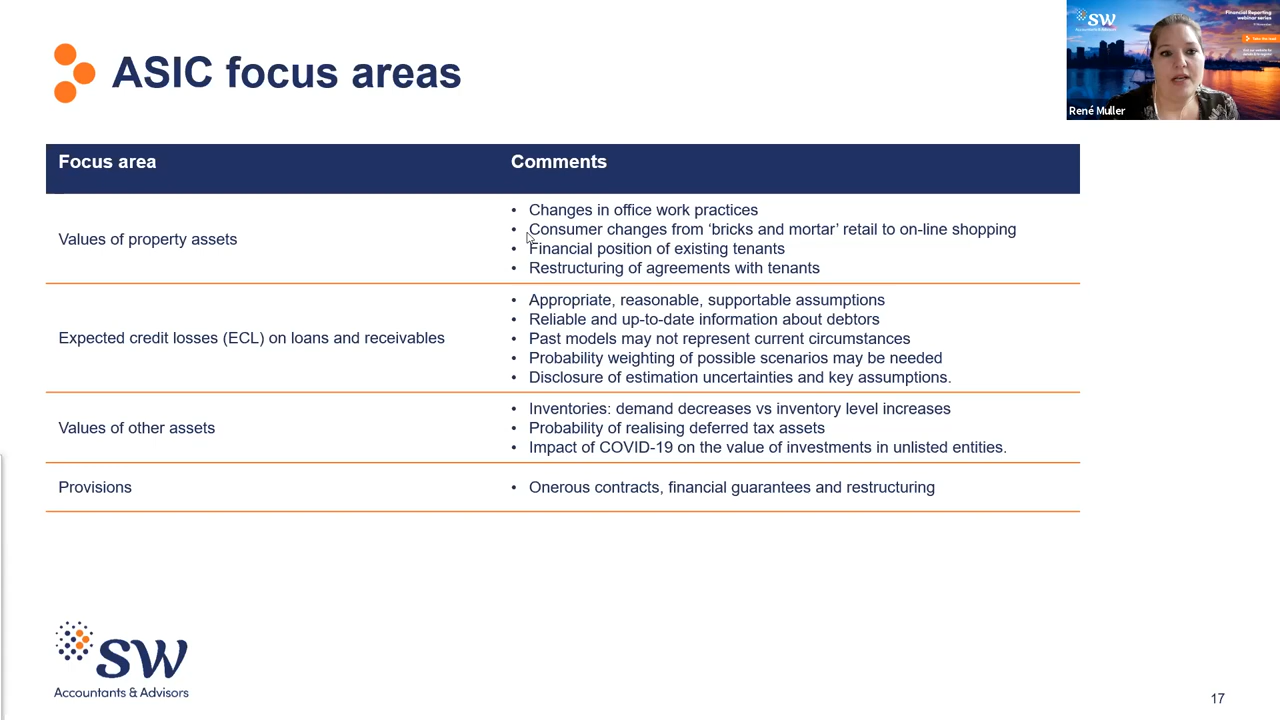 ASIC focus areas
SW
Financial Reporting
webinar series
René Muller
Focus area
Comments
Values of property assets
• Changes in office work practices
• Consumer changes from ‘bricks and mortar’ retail to on-line shopping
• Financial position of existing tenants
• Restructuring of agreements with tenants
Expected credit losses (ECL) on loans and receivables
• Appropriate, reasonable, supportable assumptions
• Reliable and up-to-date information about debtors
• Past models may not represent current circumstances
• Probability weighting of possible scenarios may be needed
• Disclosure of estimation uncertainties and key assumptions.
Values of other assets
• Inventories: demand decreases vs inventory level increases
• Probability of realising deferred tax assets
• Impact of COVID-19 on the value of investments in unlisted entities.
Provisions
• Onerous contracts, financial guarantees and restructuring
SW
Accountants & Advisors
17